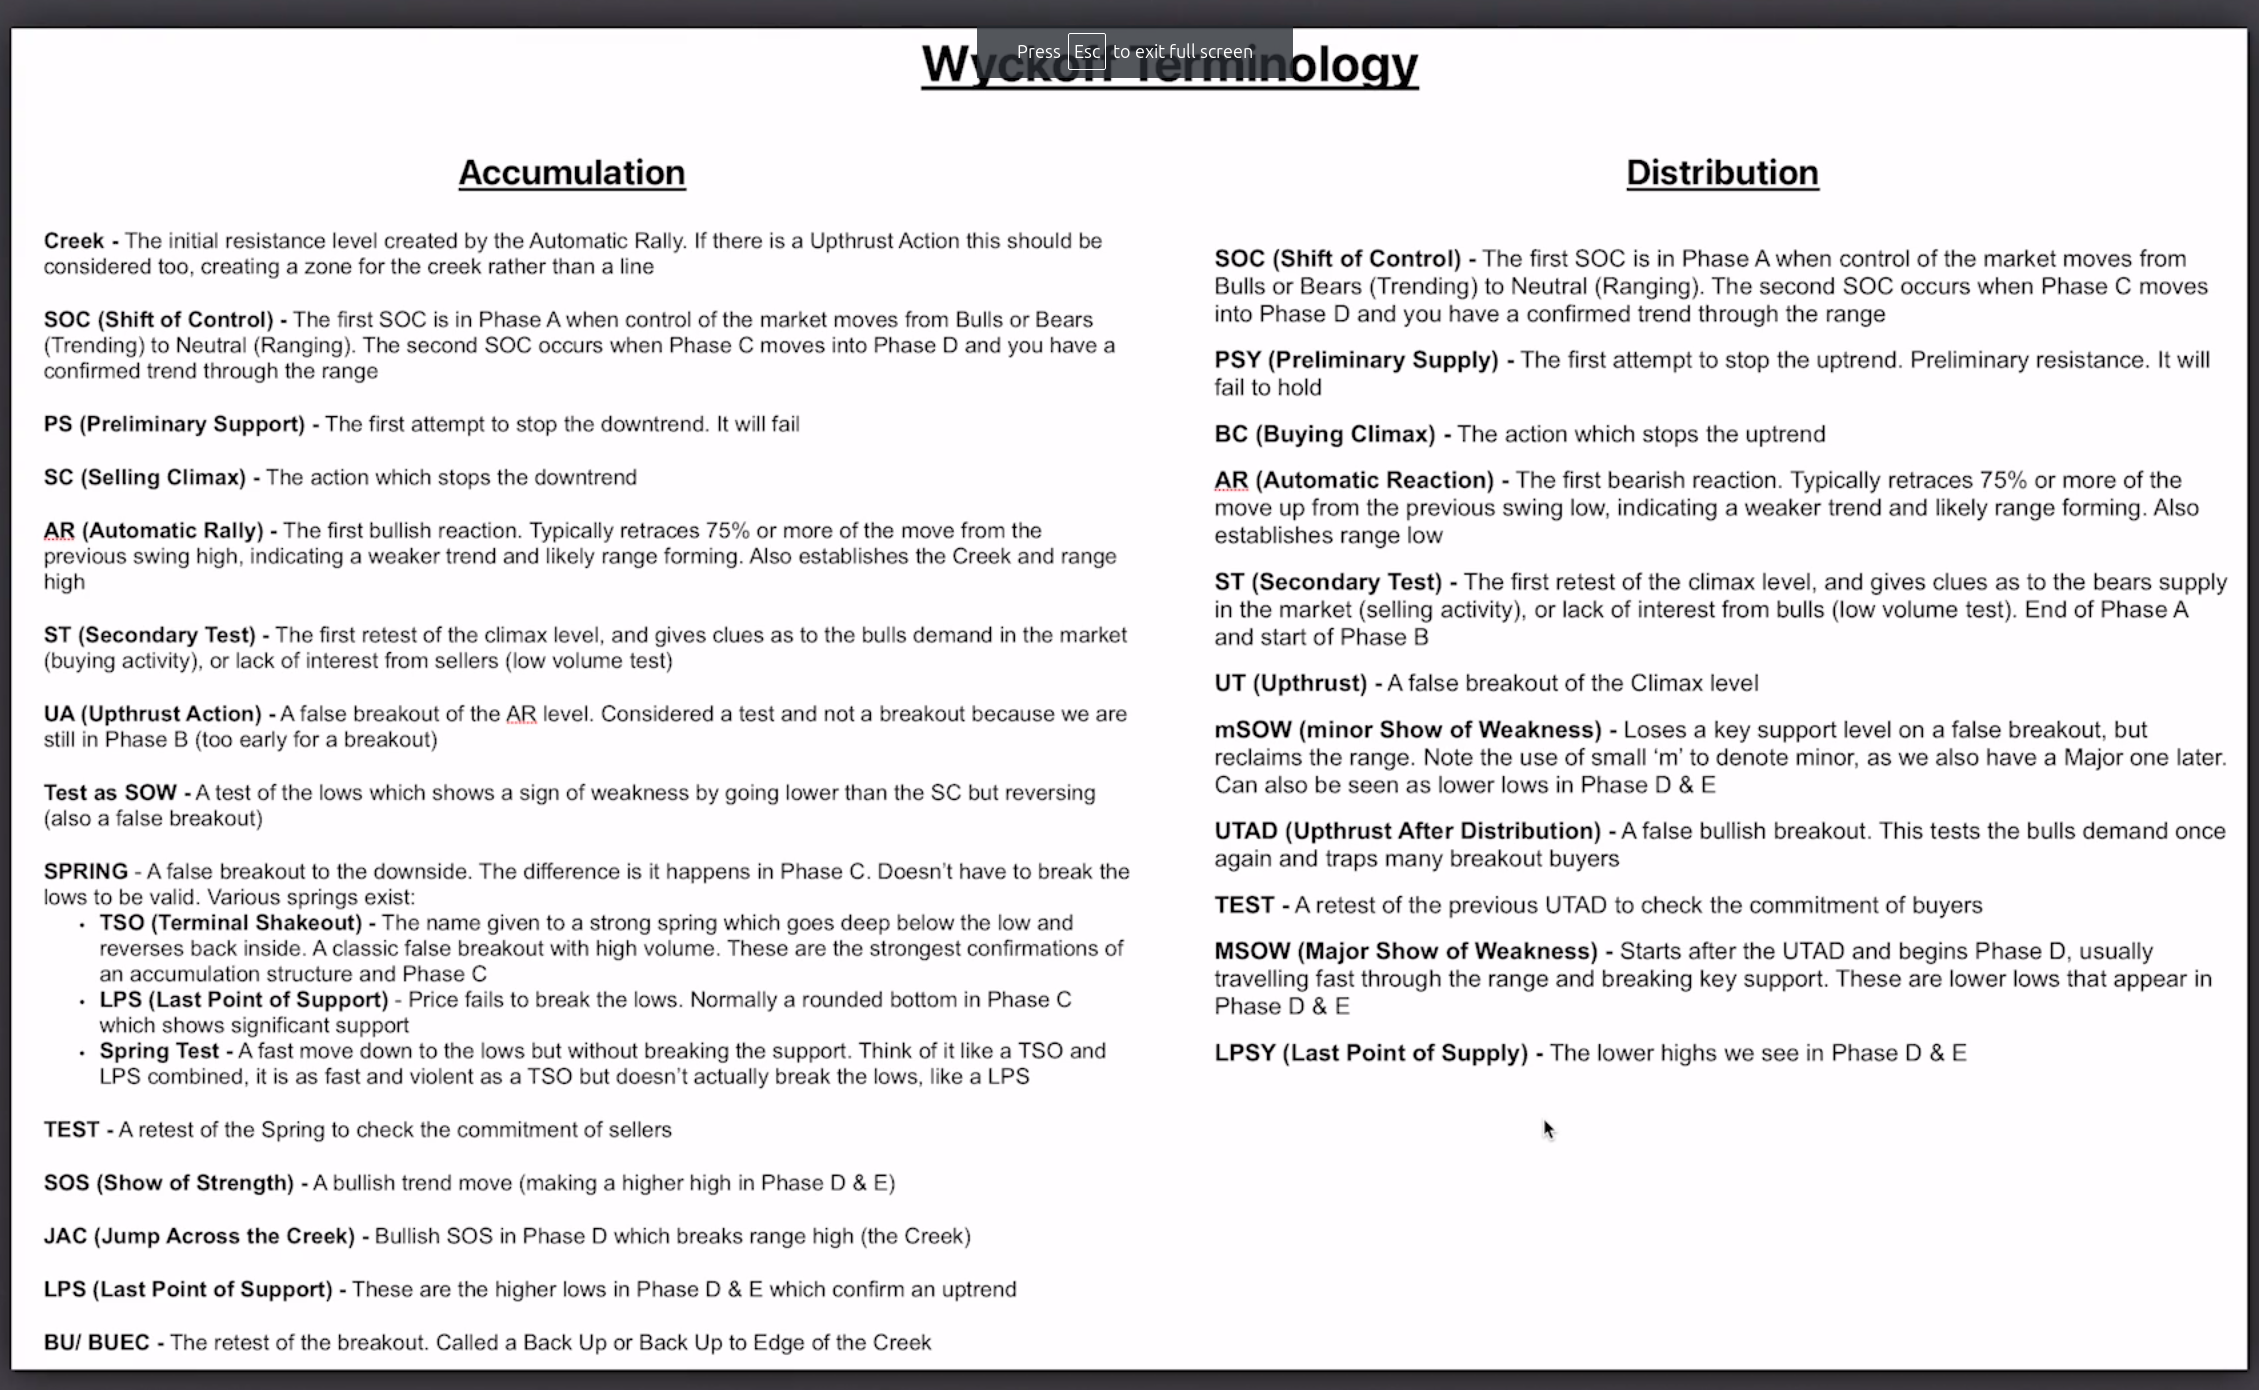 Press Esc to exit full screen
Wyckoff Terminology
Accumulation
Creek - The initial resistance level created by the Automatic Rally. If there is a Upthrust Action this should be
considered too, creating a zone for the creek rather than a line
SOC (Shift of Control) - The first SOC is in Phase A when control of the market moves from Bulls or Bears
(Trending) to Neutral (Ranging). The second SOC occurs when Phase C moves into Phase D and you have a
confirmed trend through the range
PS (Preliminary Support) - The first attempt to stop the downtrend. It will fail
SC (Selling Climax) - The action which stops the downtrend
AR (Automatic Rally) - The first bullish reaction. Typically retraces 75% or more of the move from the
previous swing high, indicating a weaker trend and likely range forming. Also establishes the Creek and range
high
ST (Secondary Test) - The first retest of the climax level, and gives clues as to the bulls demand in the market
(buying activity), or lack of interest from sellers (low volume test)
UA (Upthrust Action) - A false breakout of the AR level. Considered a test and not a breakout because we are
still in Phase B (too early for a breakout)
Test as SOW - A test of the lows which shows a sign of weakness by going lower than the SC but reversing
(also a false breakout)
SPRING - A false breakout to the downside. The difference is it happens in Phase C. Doesn't have to break the
lows to be valid. Various springs exist:
• TSO (Terminal Shakeout) - The name given to a strong spring which goes deep below the low and
reverses back inside. A classic false breakout with high volume. These are the strongest confirmations of
an accumulation structure and Phase C
• LPS (Last Point of Support) - Price fails to break the lows. Normally a rounded bottom in Phase C
which shows significant support
• Spring Test - A fast move down to the lows but without breaking the support. Think of it like a TSO and
LPS combined, it is as fast and violent as a TSO but doesn't actually break the lows, like a LPS
TEST - A retest of the Spring to check the commitment of sellers
SOS (Show of Strength) - A bullish trend move (making a higher high in Phase D & E)
JAC (Jump Across the Creek) - Bullish SOS in Phase D which breaks range high (the Creek)
LPS (Last Point of Support) - These are the higher lows in Phase D & E which confirm an uptrend
BU/ BUEC - The retest of the breakout. Called a Back Up or Back Up to Edge of the Creek
Distribution
SOC (Shift of Control) - The first SOC is in Phase A when control of the market moves from
Bulls or Bears (Trending) to Neutral (Ranging). The second SOC occurs when Phase C moves
into Phase D and you have a confirmed trend through the range
PSY (Preliminary Supply) - The first attempt to stop the uptrend. Preliminary resistance. It will
fail to hold
BC (Buying Climax) - The action which stops the uptrend
AR (Automatic Reaction) - The first bearish reaction. Typically retraces 75% or more of the
move up from the previous swing low, indicating a weaker trend and likely range forming. Also
establishes range low
ST (Secondary Test) - The first retest of the climax level, and gives clues as to the bears supply
in the market (selling activity), or lack of interest from bulls (low volume test). End of Phase A
and start of Phase B
UT (Upthrust) - A false breakout of the Climax level
mSOW (minor Show of Weakness) - Loses a key support level on a false breakout, but
reclaims the range. Note the use of small ‘m’ to denote minor, as we also have a Major one later.
Can also be seen as lower lows in Phase D & E
UTAD (Upthrust After Distribution) - A false bullish breakout. This tests the bulls demand once
again and traps many breakout buyers
TEST - A retest of the previous UTAD to check the commitment of buyers
MSOW (Major Show of Weakness) - Starts after the UTAD and begins Phase D, usually
travelling fast through the range and breaking key support. These are lower lows that appear in
Phase D & E
LPSY (Last Point of Supply) - The lower highs we see in Phase D & E